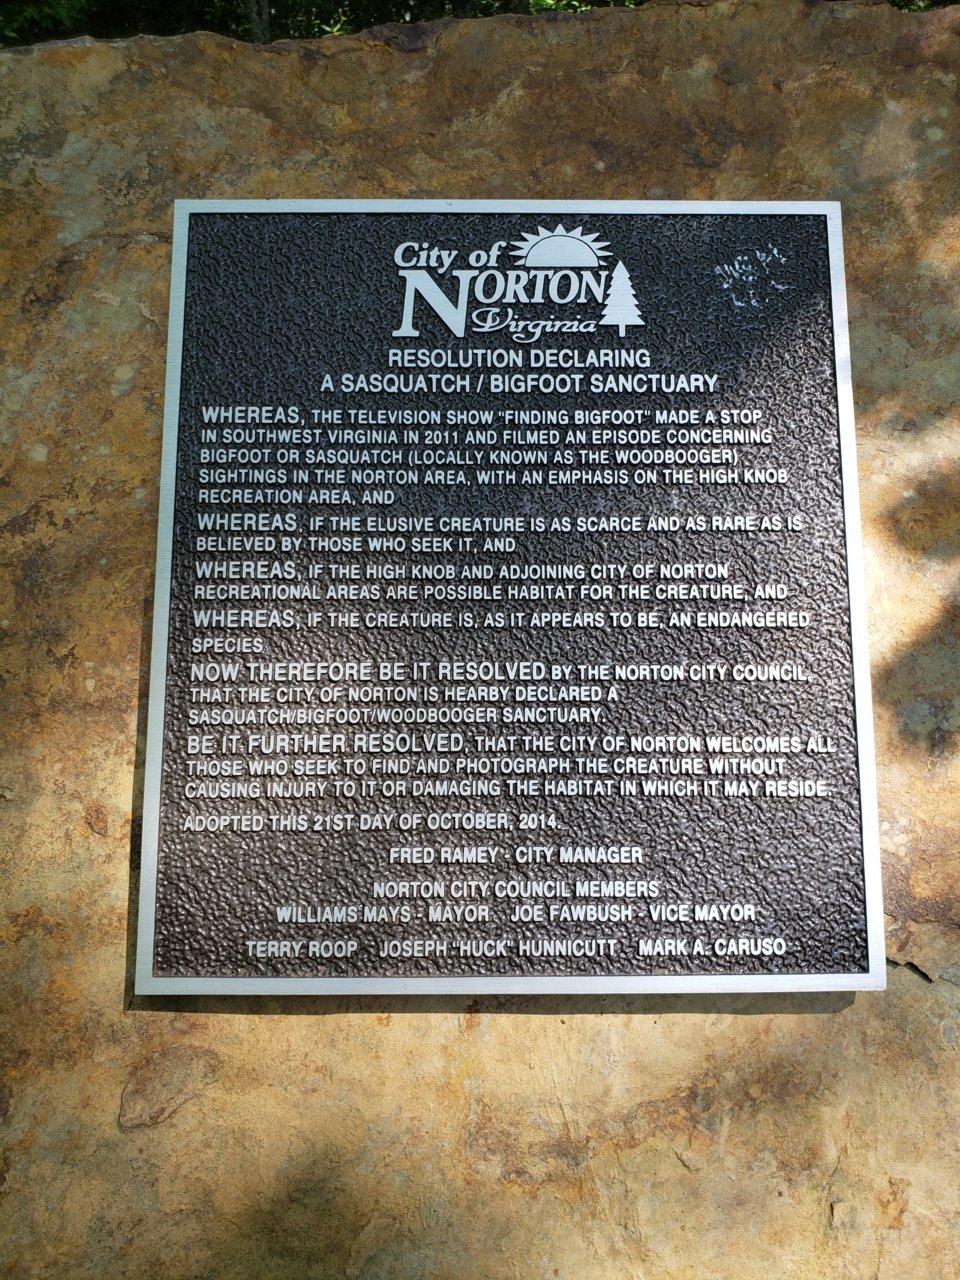 City of
NORTON
Virginia
RESOLUTION DECLARING
A SASQUATCH / BIGFOOT SANCTUARY
WHEREAS, THE TELEVISION SHOW "FINDING BIGFOOT" MADE A STOP
IN SOUTHWEST VIRGINIA IN 2011 AND FILMED AN EPISODE CONCERNING
BIGFOOT OR SASQUATCH (LOCALLY KNOWN AS THE WOODBOOGER)
SIGHTINGS IN THE NORTON AREA, WITH AN EMPHASIS ON THE HIGH KNOB
RECREATION AREA, AND
WHEREAS, IF THE ELUSIVE CREATURE IS AS SCARCE AND AS RARE AS IS
BELIEVED BY THOSE WHO SEEK IT, AND
WHEREAS, IF THE HIGH KNOB AND ADJOINING CITY OF NORTON
RECREATIONAL AREAS ARE POSSIBLE HABITAT FOR THE CREATURE, AND
WHEREAS, IF THE CREATURE IS, AS IT APPEARS TO BE, AN ENDANGERED
SPECIES
NOW THEREFORE BE IT RESOLVED BY THE NORTON CITY COUNCIL,
THAT THE CITY OF NORTON IS HEARBY DECLARED A
SASQUATCH/BIGFOOT/WOODBOOGER SANCTUARY.
BE IT FURTHER RESOLVED, THAT THE CITY OF NORTON WELCOMES ALL
THOSE WHO SEEK TO FIND AND PHOTOGRAPH THE CREATURE WITHOUT
CAUSING INJURY TO IT OR DAMAGING THE HABITAT IN WHICH IT MAY RESIDE.
ADOPTED THIS 21ST DAY OF OCTOBER, 2014.
FRED RAMEY - CITY MANAGER
NORTON CITY COUNCIL MEMBERS
WILLIAMS MAYS - MAYOR JOE FAWBUSH - VICE MAYOR
TERRY ROOP JOSEPH "HUCK" HUNNICUTT MARK A. CARUSO